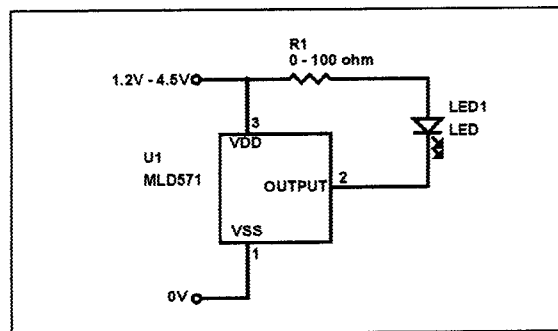 R1
0 - 100 ohm
1.2V - 4.5V
LED1
LED
3
VDD
U1
MLD571
OUTPUT
2
VSS
1
0V